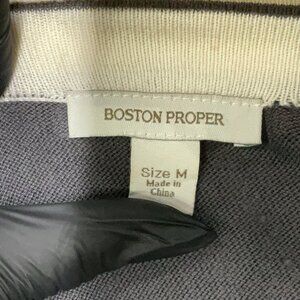 BOSTON PROPER
Size M
Made in
China